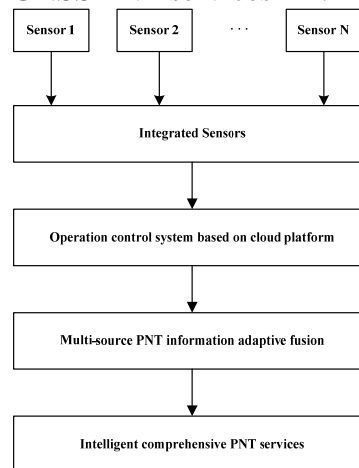 Sensor 1 Sensor 2 ... Sensor N
Integrated Sensors
Operation control system based on cloud platform
Multi-source PNT information adaptive fusion
Intelligent comprehensive PNT services